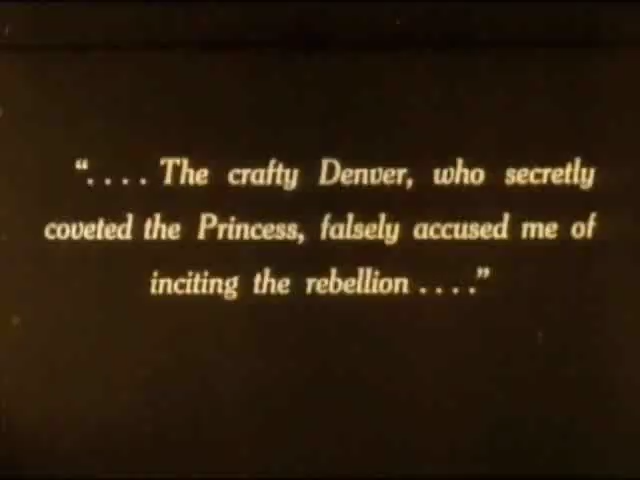 “. . . . The crafty Denver, who secretly
coveted the Princess, falsely accused me of
inciting the rebellion . . . .”